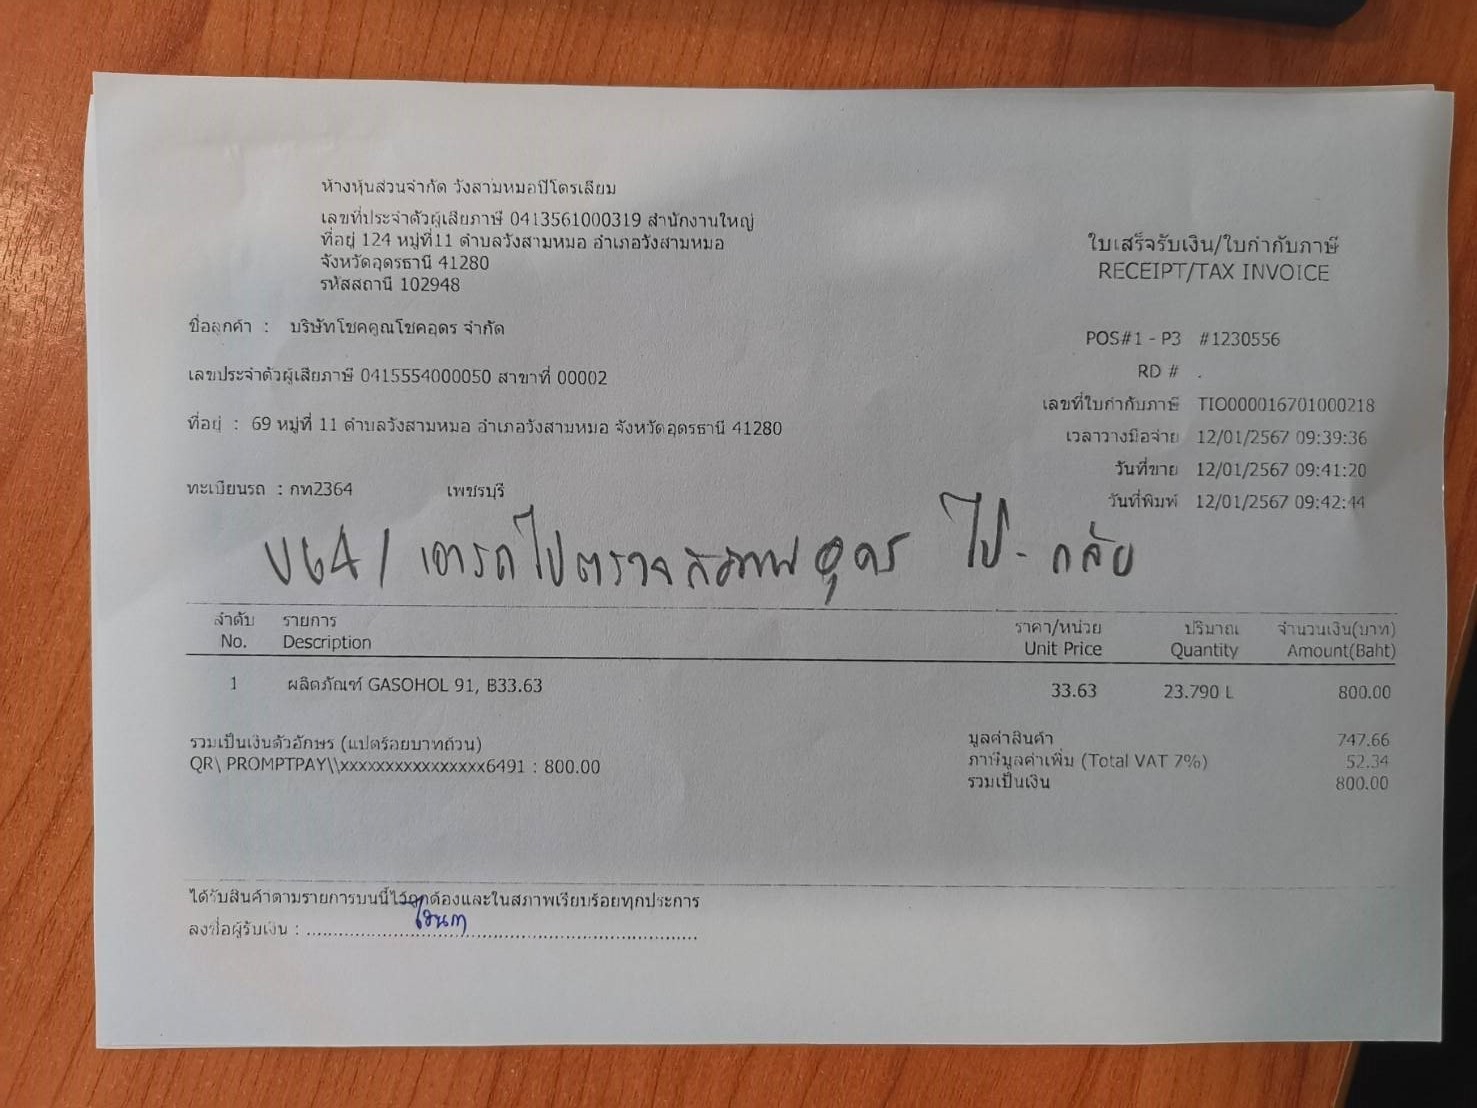 ห้างหุ้นส่วนจำกัด วังสามหมอปิโตรเลียม
เลขที่ประจำตัวผู้เสียภาษี 0413561000319 สำนักงานใหญ่
ที่อยู่ 124 หมู่ที่11 ตำบลวังสามหมอ อำเภอวังสามหมอ
จังหวัดอุดรธานี 41280
รหัสสถานี 102948
ใบเสร็จรับเงิน/ใบกำกับภาษี
RECEIPT/TAX INVOICE
ชื่อลูกค้า : บริษัทโชคคูณโชคอุดร จำกัด
เลขประจำตัวผู้เสียภาษี 0415554000050 สาขาที่ 00002
ที่อยู่ : 69 หมู่ที่ 11 ตำบลวังสามหมอ อำเภอวังสามหมอ จังหวัดอุดรธานี 41280
ทะเบียนรถ : กท2364 เพชรบุรี
POS#1 - P3 #1230556
RD # .
เลขที่ใบกำกับภาษี TIO000016701000218
เวลาวางมือจ่าย 12/01/2567 09:39:36
วันที่ขาย 12/01/2567 09:41:20
วันที่พิมพ์ 12/01/2567 09:42:44
V64 / เอารถไปตรวจสภาพ อุดร ไป - กลับ
ลำดับ รายการ ราคา/หน่วย ปริมาณ จำนวนเงิน(บาท)
No. Description Unit Price Quantity Amount(Baht)
1 ผลิตภัณฑ์ GASOHOL 91, B33.63 33.63 23.790 L 800.00
รวมเป็นเงินตัวอักษร (แปดร้อยบาทถ้วน)
QR\ PROMPTPAY\\xxxxxxxxxxxxxxxx6491 : 800.00
มูลค่าสินค้า 747.66
ภาษีมูลค่าเพิ่ม (Total VAT 7%) 52.34
รวมเป็นเงิน 800.00
ได้รับสินค้าตามรายการบนนี้ไว้ถูกต้องและในสภาพเรียบร้อยทุกประการ
ลงชื่อผู้รับเงิน :